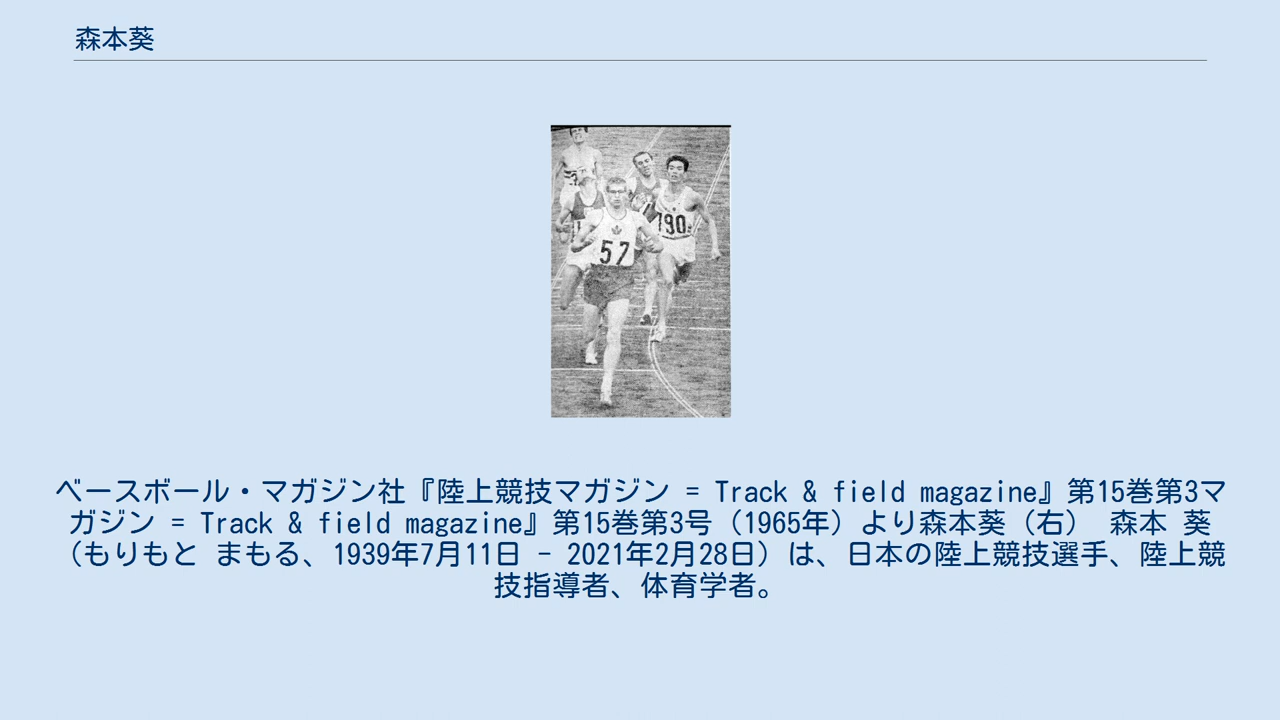 森本葵
57
790
ベースボール・マガジン社『陸上競技マガジン = Track & field magazine』第15巻第3マ
ガジン = Track & field magazine』第15巻第3号（1965年）より森本葵（右） 森本 葵
（もりもと まもる、1939年7月11日 - 2021年2月28日）は、日本の陸上競技選手、陸上競
技指導者、体育学者。